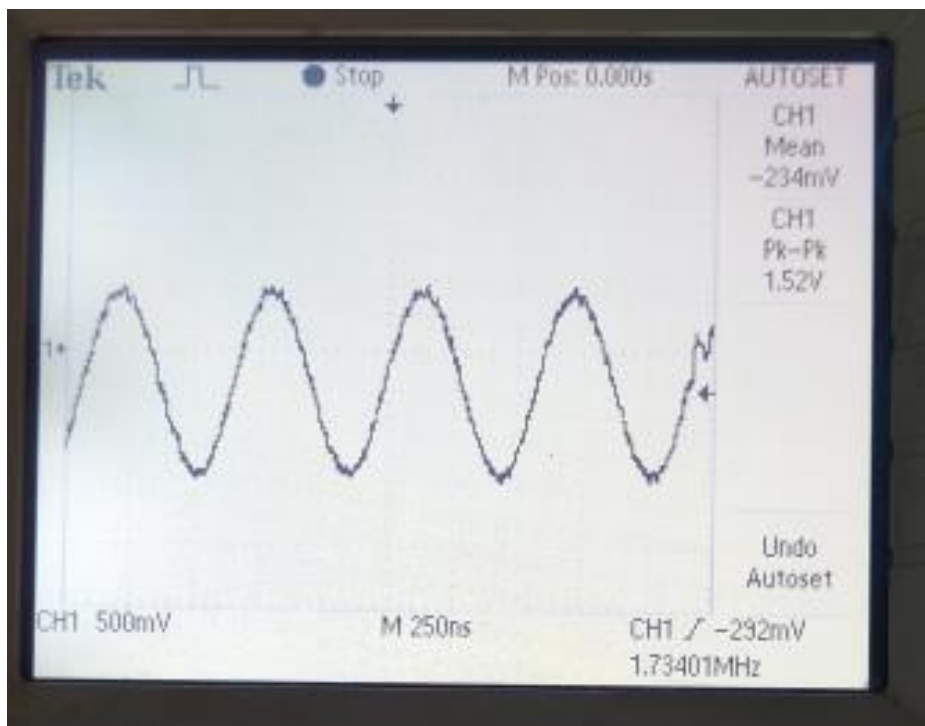 Tek Stop M Pos: 0.000s AUTOSET
CH1
Mean
-234mV
CH1
Pk-Pk
1.52V
1
Undo
Autoset
CH1 500mV M 250ns CH1 -292mV
1.73401MHz